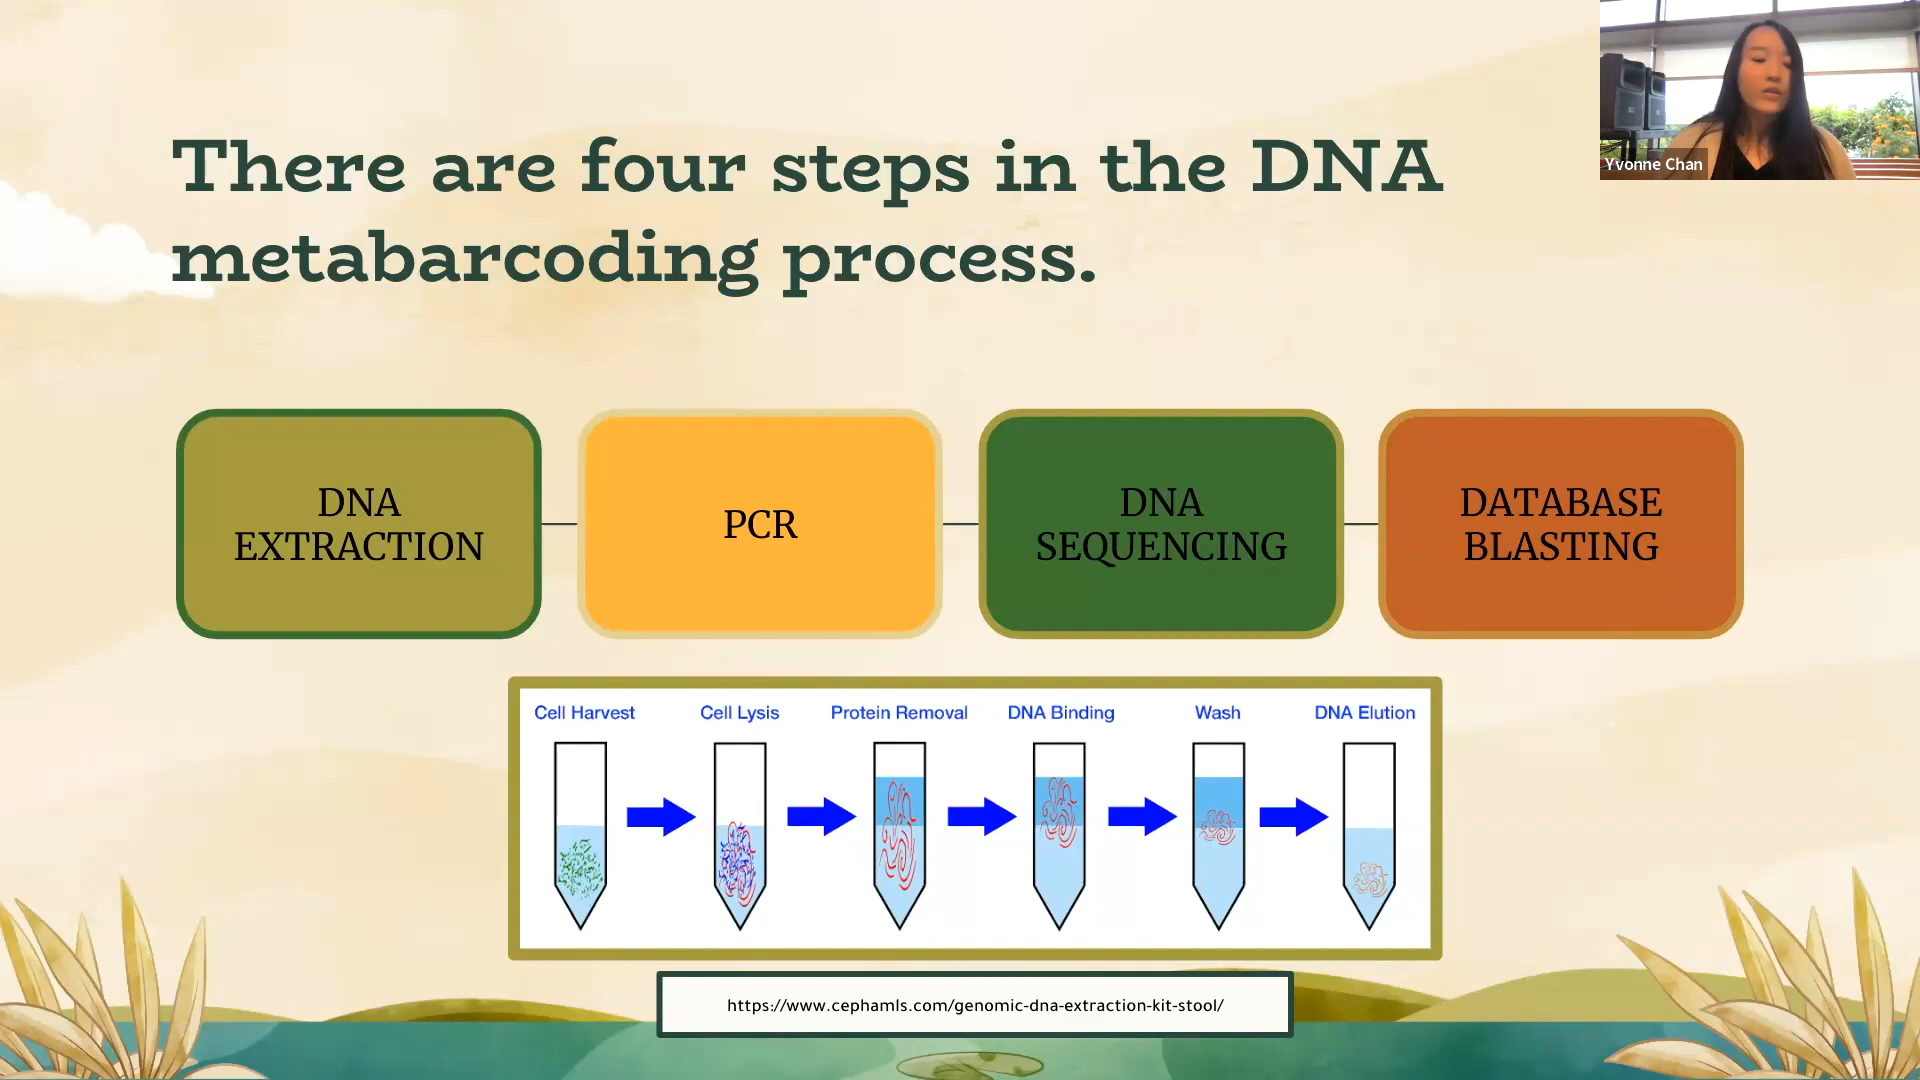 There are four steps in the DNA
metabarcoding process.
Yvonne Chan
DNA
EXTRACTION
PCR
DNA
SEQUENCING
DATABASE
BLASTING
Cell Harvest
Cell Lysis
Protein Removal
DNA Binding
Wash
DNA Elution
https://www.cephamls.com/genomic-dna-extraction-kit-stool/